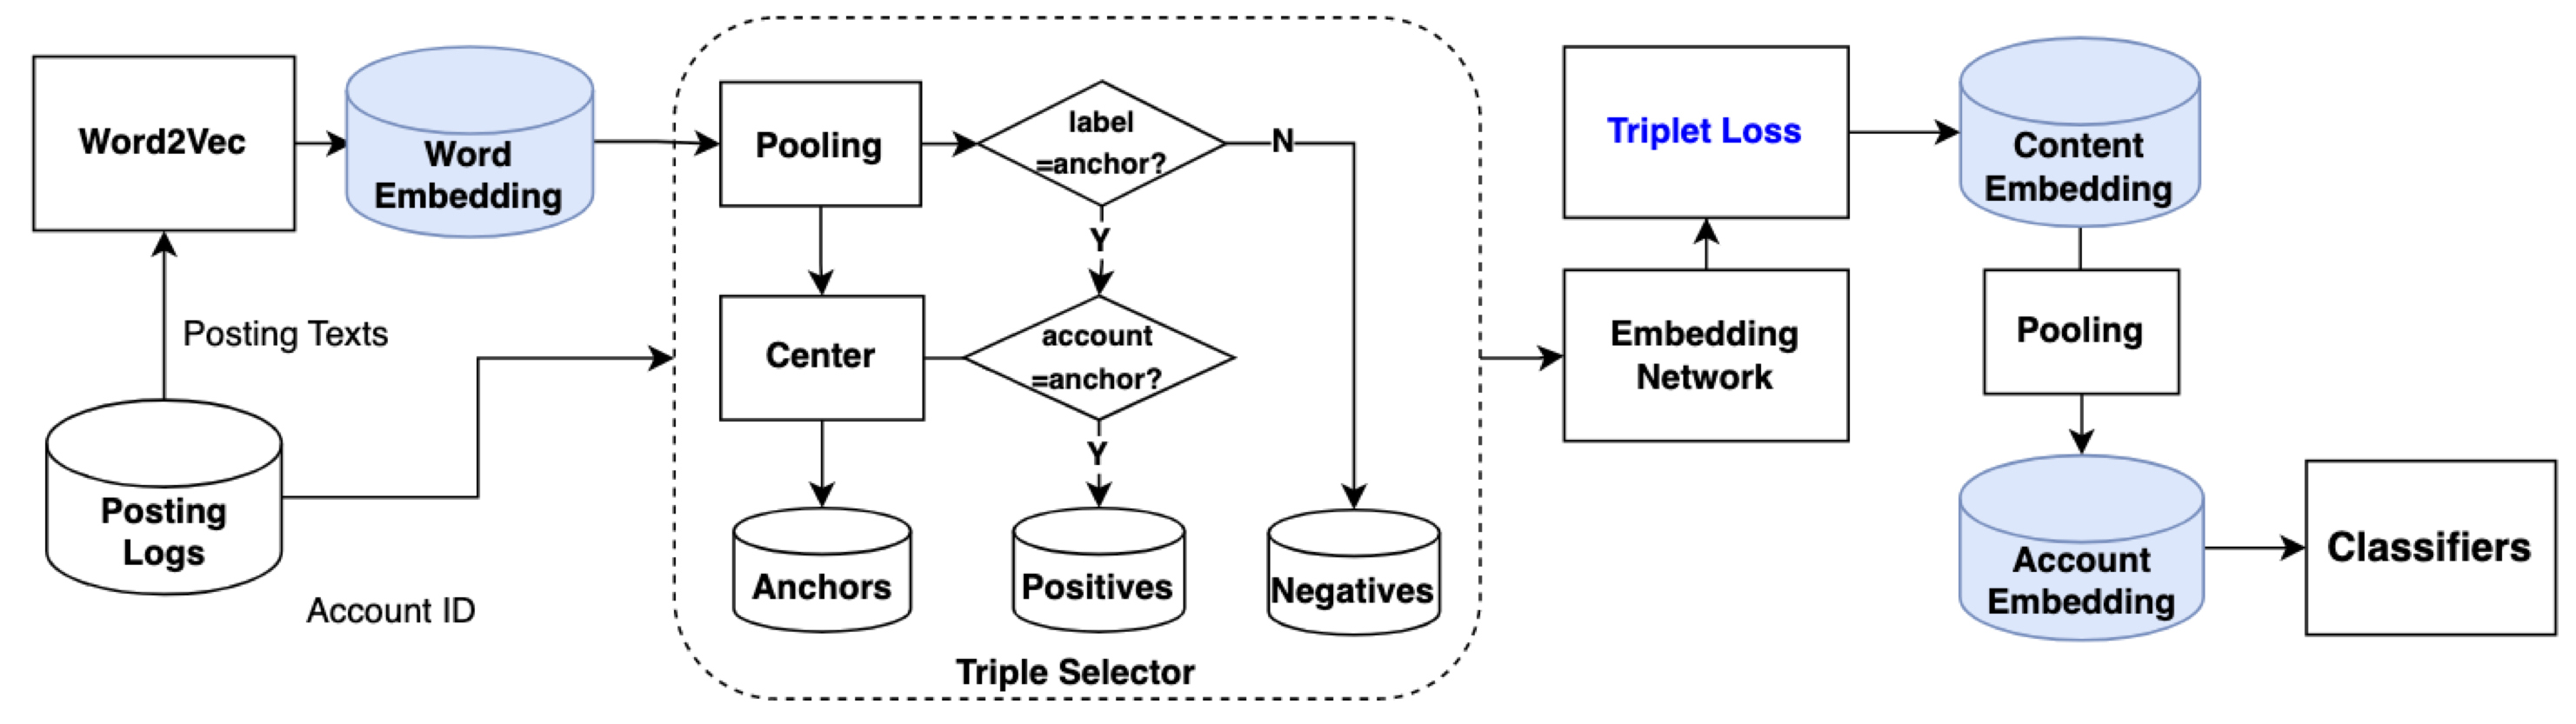 Word2Vec
Word
Embedding
Posting Texts
Posting
Logs
Account ID
Pooling
label
=anchor?
N
Y
Center
account
=anchor?
Y
Anchors
Positives
Negatives
Triple Selector
Triplet Loss
Embedding
Network
Content
Embedding
Pooling
Account
Embedding
Classifiers